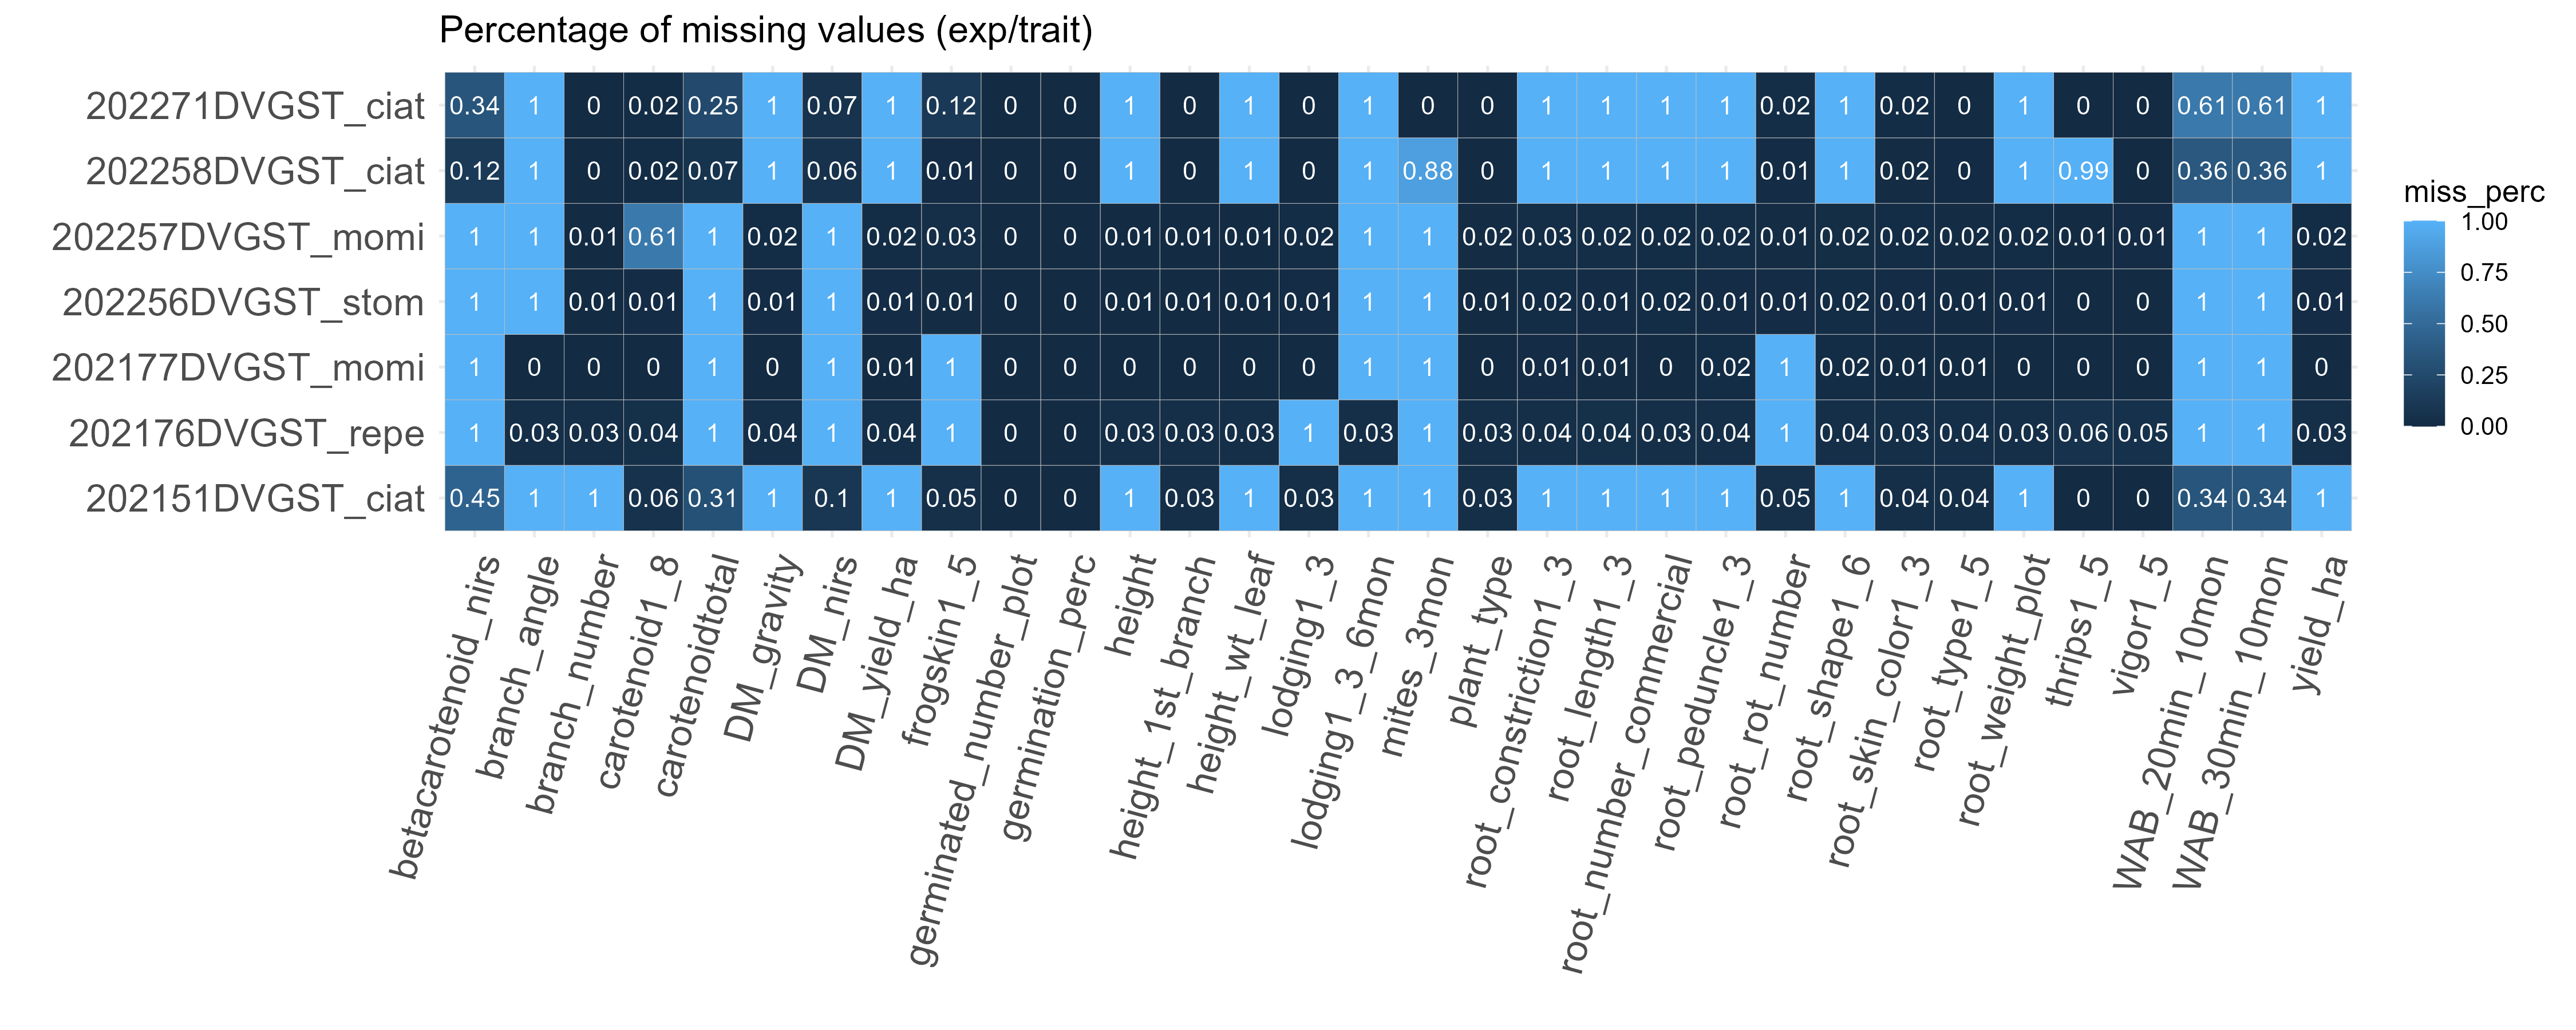 Percentage of missing values (exp/trait)
202271DVGST_ciat 0.34 1 0 0.02 0.25 1 0.07 1 0.12 0 0 1 0 1 0 1 0 0 1 1 1 1 0.02 1 0.02 0 1 0 0 0.61 0.61 1
202258DVGST_ciat 0.12 1 0 0.02 0.07 1 0.06 1 0.01 0 0 1 0 1 0 1 0.88 0 1 1 1 1 0.01 1 0.02 0 1 0.99 0 0.36 0.36 1
202257DVGST_momi 1 1 0.01 0.61 1 0.02 1 0.02 0.03 0 0 0.01 0.01 0.01 0.02 1 1 0.02 0.03 0.02 0.02 0.02 0.01 0.02 0.02 0.02 0.02 0.01 0.01 1 1 0.02
202256DVGST_stom 1 1 0.01 0.01 1 0.01 1 0.01 0.01 0 0 0.01 0.01 0.01 0.01 1 1 0.01 0.02 0.01 0.02 0.01 0.01 0.02 0.01 0.01 0.01 0 0 1 1 0.01
202177DVGST_momi 1 0 0 0 1 0 1 0.01 1 0 0 0 0 0 0 1 1 0 0.01 0.01 0 0.02 1 0.02 0.01 0.01 0 0 0 1 1 0
202176DVGST_repe 1 0.03 0.03 0.04 1 0.04 1 0.04 1 0 0 0.03 0.03 0.03 1 0.03 1 0.03 0.04 0.04 0.03 0.04 1 0.04 0.03 0.04 0.03 0.06 0.05 1 1 0.03
202151DVGST_ciat 0.45 1 1 0.06 0.31 1 0.1 1 0.05 0 0 1 0.03 1 0.03 1 1 0.03 1 1 1 1 0.05 1 0.04 0.04 1 0 0 0.34 0.34 1
betacarotenoid_nirs
branch_angle
branch_number
carotenoid1_8
carotenoidtotal
DM_gravity
DM_nirs
DM_yield_ha
frogskin1_5
germinated_number_plot
germination_perc
height
height_1st_branch
height_wt_leaf
lodging1_3
lodging1_3_6mon
mites_3mon
plant_type
root_constriction1_3
root_length1_3
root_number_commercial
root_peduncle1_3
root_rot_number
root_shape1_6
root_skin_color1_3
root_type1_5
root_weight_plot
thrips1_5
vigor1_5
WAB_20min_10mon
WAB_30min_10mon
yield_ha
miss_perc
1.00
0.75
0.50
0.25
0.00